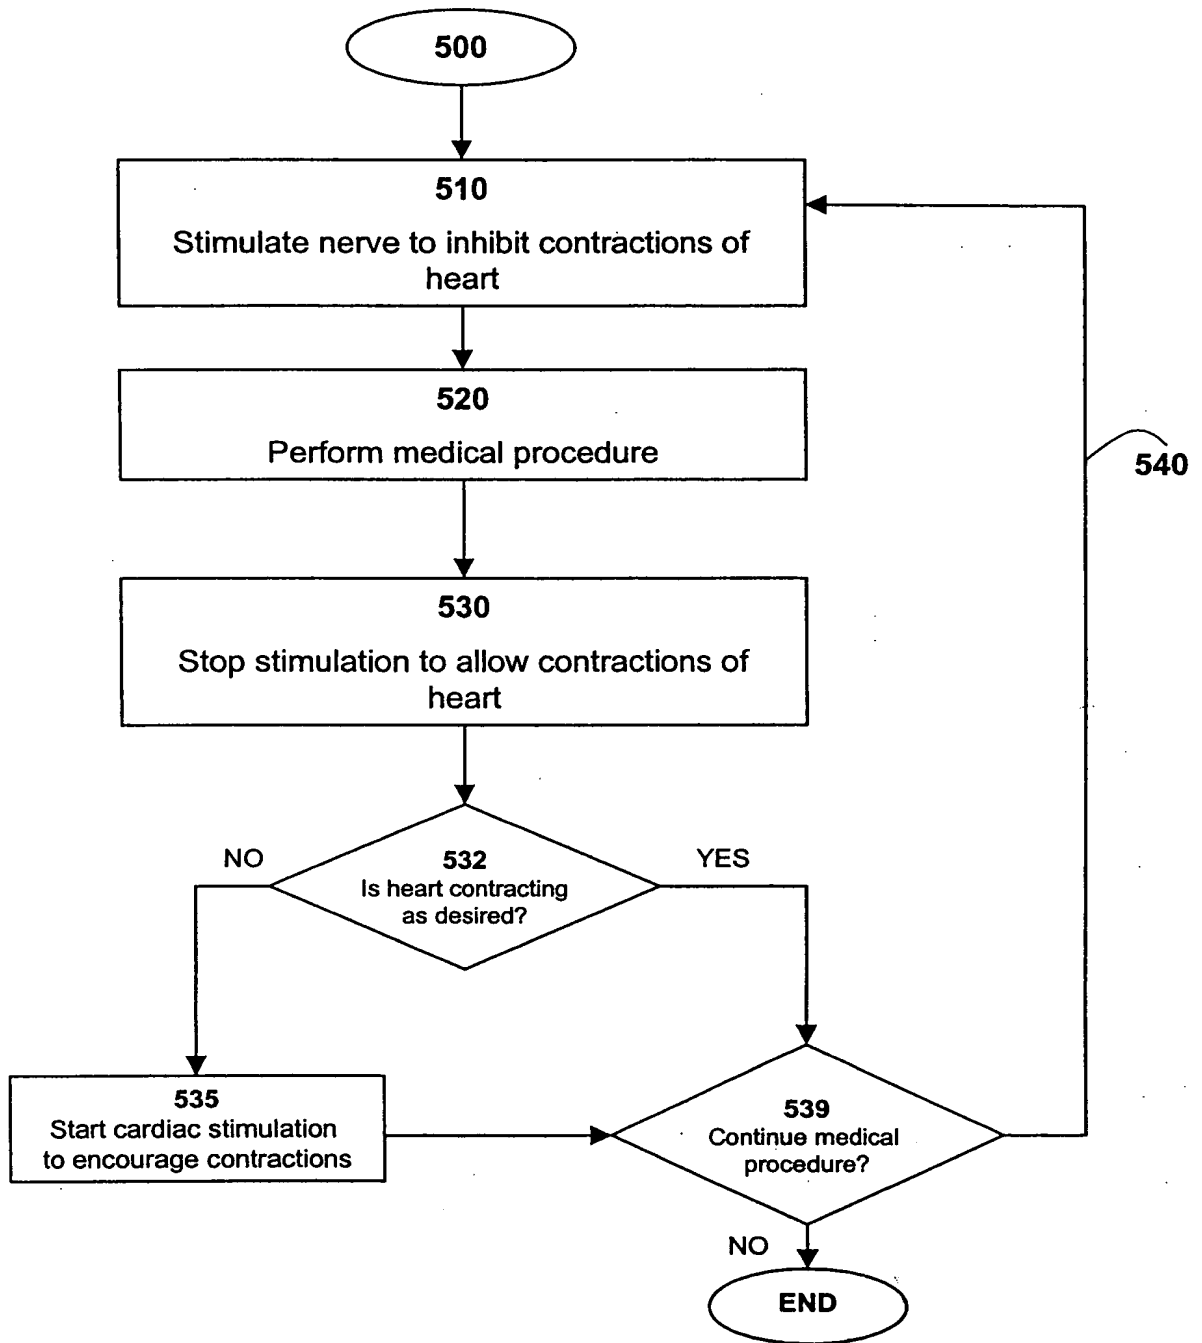 500
510
Stimulate nerve to inhibit contractions of
heart
520
Perform medical procedure
540
530
Stop stimulation to allow contractions of
heart
NO
532
Is heart contracting
as desired?
YES
535
Start cardiac stimulation
to encourage contractions
539
Continue medical
procedure?
NO
END